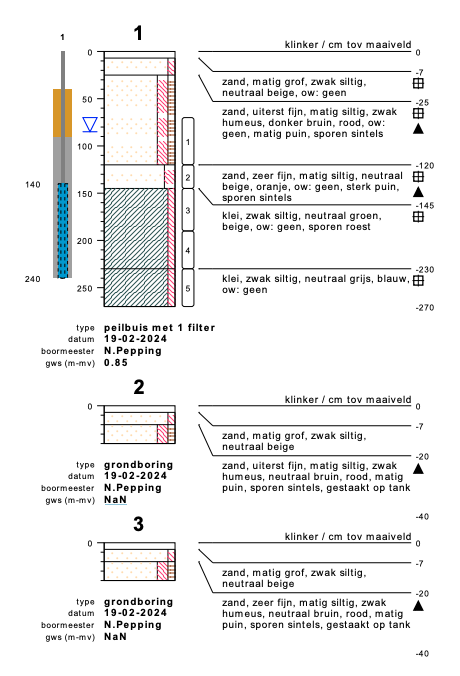 1
1
klinker / cm tov maaiveld
0
0
-7
zand, matig grof, zwak siltig,
neutraal beige, ow: geen
-25
zand, uiterst fijn, matig siltig, zwak
humeus, donker bruin, rood, ow:
geen, matig puin, sporen sintels
50
100
1
-120
zand, zeer fijn, matig siltig, neutraal
beige, oranje, ow: geen, sterk puin,
sporen sintels
2
140
150
-145
klei, zwak siltig, neutraal groen,
beige, ow: geen, sporen roest
3
200
4
-230
klei, zwak siltig, neutraal grijs, blauw,
ow: geen
240
250
5
-270
type peilbuis met 1 filter
datum 19-02-2024
boormeester N.Pepping
gws (m-mv) 0.85
2
klinker / cm tov maaiveld
0
0
-7
zand, matig grof, zwak siltig,
neutraal beige
-20
zand, uiterst fijn, matig siltig, zwak
humeus, neutraal bruin, rood, matig
puin, sporen sintels, gestaakt op tank
-40
type grondboring
datum 19-02-2024
boormeester N.Pepping
gws (m-mv) NaN
3
klinker / cm tov maaiveld
0
0
-7
zand, matig grof, zwak siltig,
neutraal beige
-20
zand, zeer fijn, matig siltig, zwak
humeus, neutraal bruin, rood, matig
puin, sporen sintels, gestaakt op tank
-40
type grondboring
datum 19-02-2024
boormeester N.Pepping
gws (m-mv) NaN